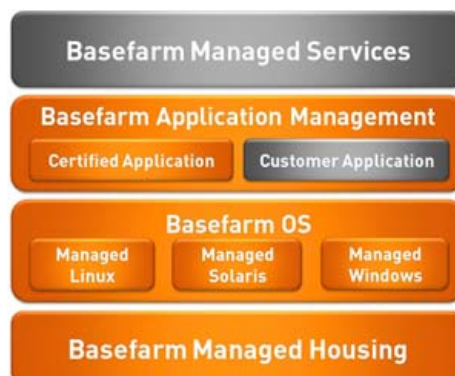 Basefarm Managed Services
Basefarm Application Management
Certified Application
Customer Application
Basefarm OS
Managed
Linux
Managed
Solaris
Managed
Windows
Basefarm Managed Housing